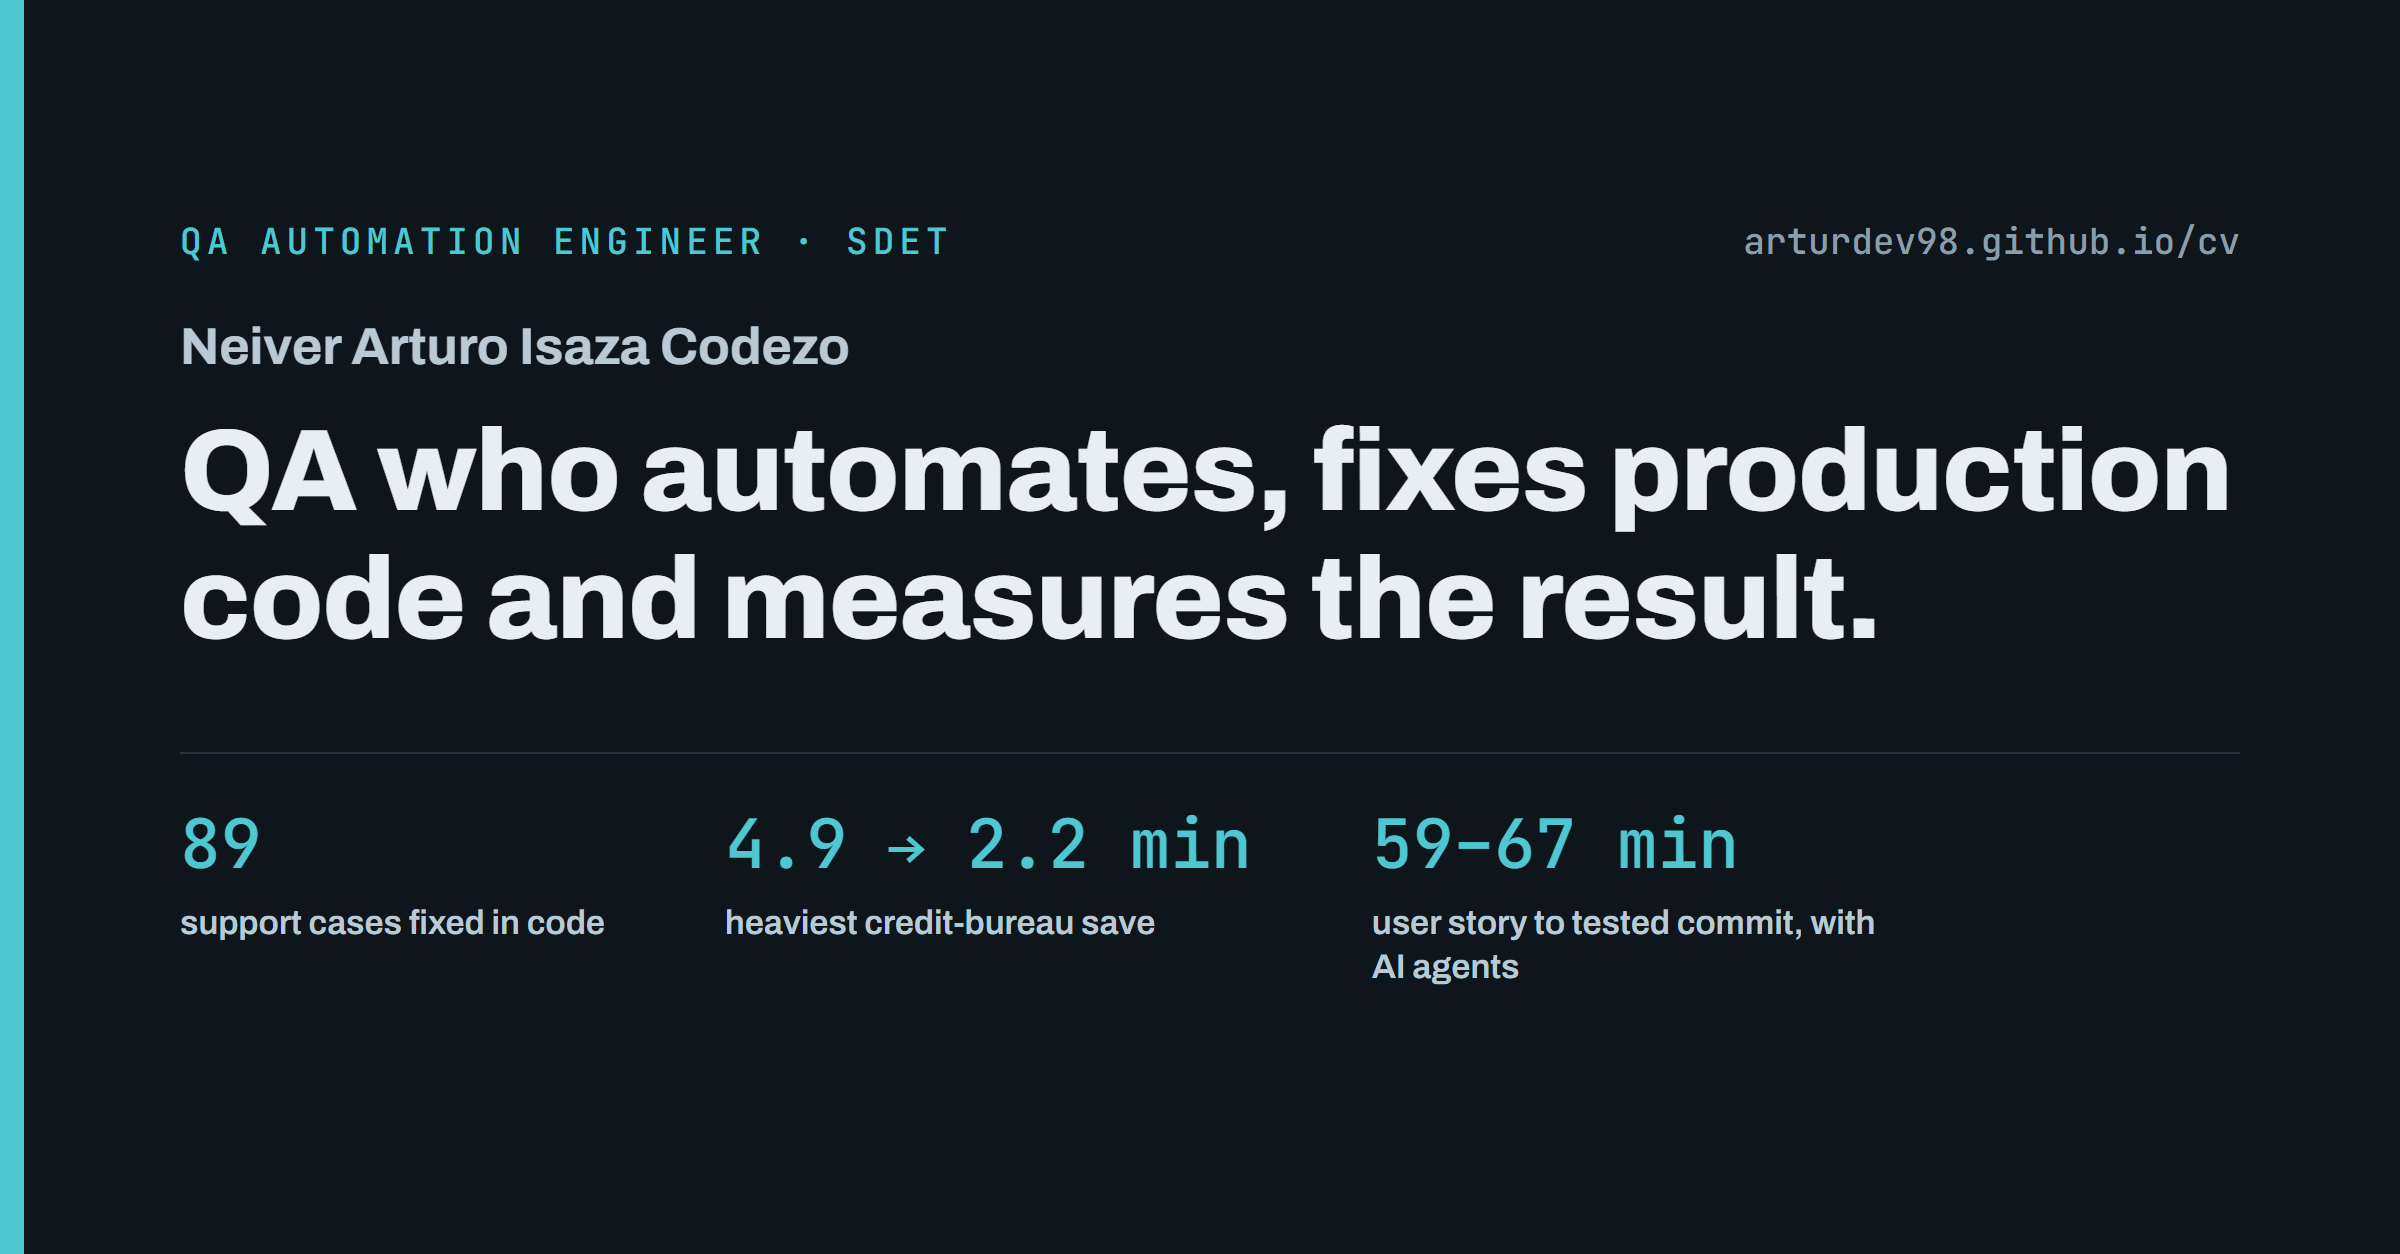 QA AUTOMATION ENGINEER · SDET
arturdev98.github.io/cv
Neiver Arturo Isaza Codezo
QA who automates, fixes production
code and measures the result.
89
support cases fixed in code
4.9 → 2.2 min
heaviest credit-bureau save
59–67 min
user story to tested commit, with
AI agents